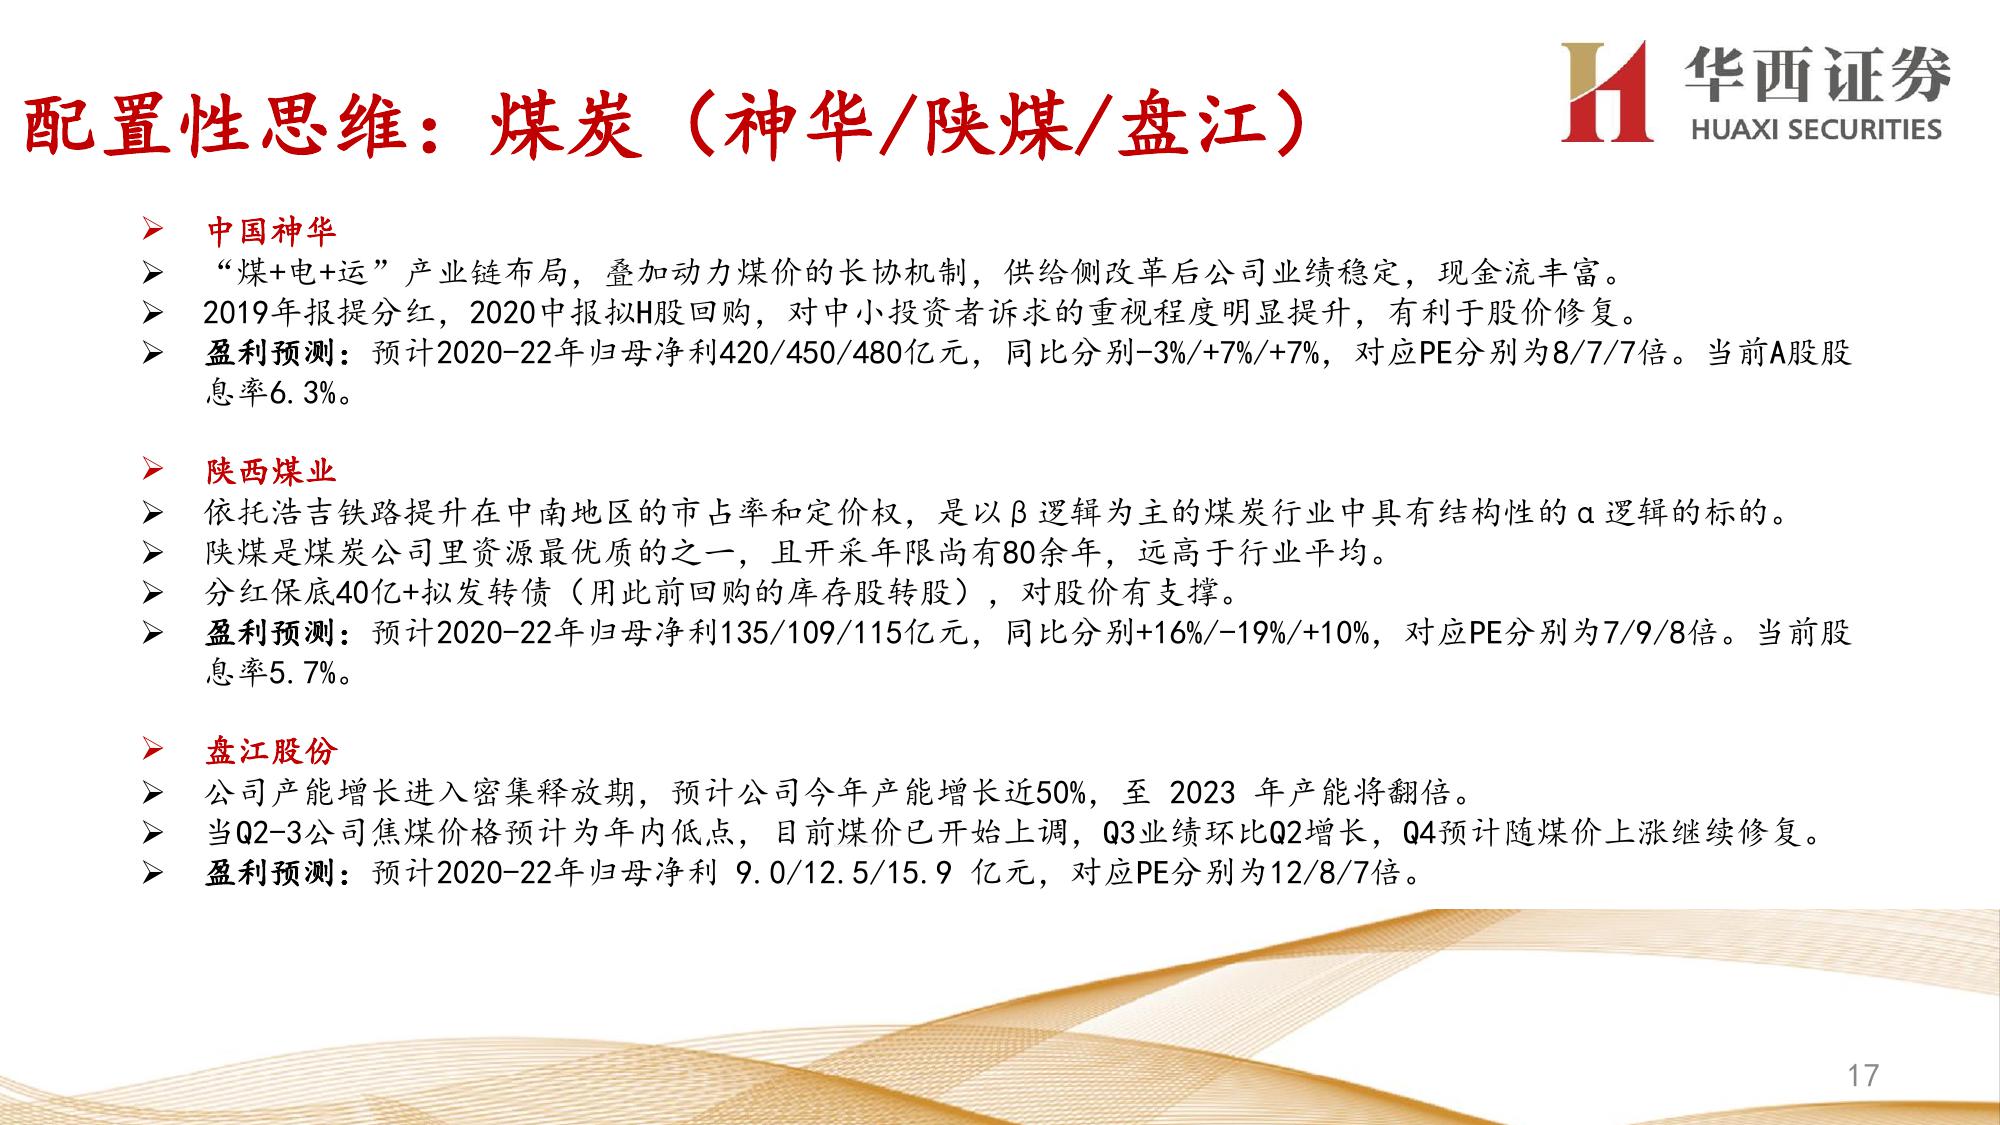 华西证券
HUAXI SECURITIES
配置性思维：煤炭（神华/陕煤/盘江）
➢ 中国神华
➢ “煤+电+运”产业链布局，叠加动力煤价的长协机制，供给侧改革后公司业绩稳定，现金流丰富。
➢ 2019年报提分红，2020中报拟H股回购，对中小投资者诉求的重视程度明显提升，有利于股价修复。
➢ 盈利预测：预计2020-22年归母净利420/450/480亿元，同比分别-3%/+7%/+7%，对应PE分别为8/7/7倍。当前A股股
息率6.3%。
➢ 陕西煤业
➢ 依托浩吉铁路提升在中南地区的市占率和定价权，是以β逻辑为主的煤炭行业中具有结构性的α逻辑的标的。
➢ 陕煤是煤炭公司里资源最优质的之一，且开采年限尚有80余年，远高于行业平均。
➢ 分红保底40亿+拟发转债（用此前回购的库存股转股），对股价有支撑。
➢ 盈利预测：预计2020-22年归母净利135/109/115亿元，同比分别+16%/-19%/+10%，对应PE分别为7/9/8倍。当前股
息率5.7%。
➢ 盘江股份
➢ 公司产能增长进入密集释放期，预计公司今年产能增长近50%，至 2023 年产能将翻倍。
➢ 当Q2-3公司焦煤价格预计为年内低点，目前煤价已开始上调，Q3业绩环比Q2增长，Q4预计随煤价上涨继续修复。
➢ 盈利预测：预计2020-22年归母净利 9.0/12.5/15.9 亿元，对应PE分别为12/8/7倍。
17